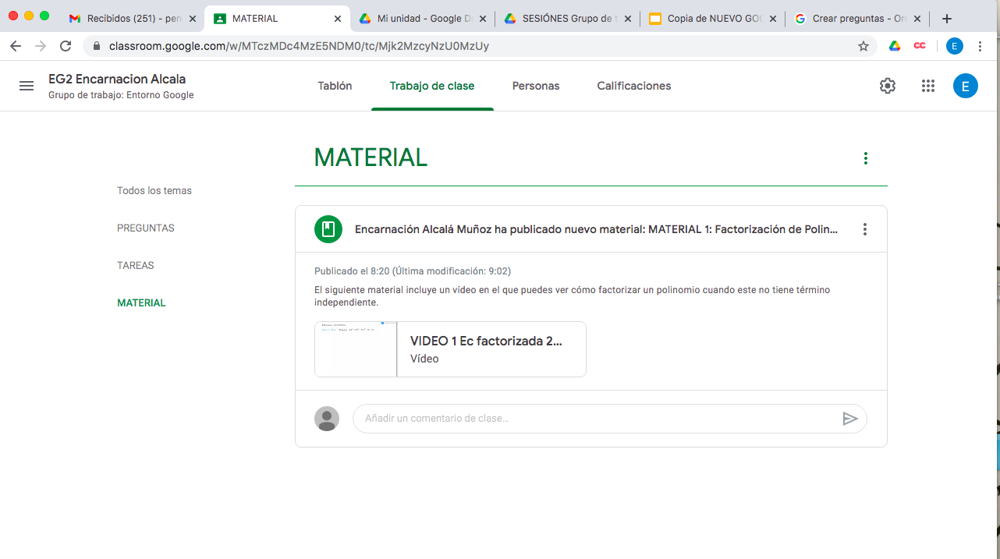 Recibidos (251) - pen
MATERIAL
Mi unidad - Google D
SESIÓNES Grupo de t
Copia de NUEVO GOO
Crear preguntas - Or
classroom.google.com/w/MTczMDc4MzE5NDM0/tc/Mjk2MzcyNzU0MzUy
E
EG2 Encarnacion Alcala
Grupo de trabajo: Entorno Google
Tablón
Trabajo de clase
Personas
Calificaciones
E
MATERIAL
Todos los temas
PREGUNTAS
TAREAS
MATERIAL
Encarnación Alcalá Muñoz ha publicado nuevo material: MATERIAL 1: Factorización de Polin...
Publicado el 8:20 (Última modificación: 9:02)
El siguiente material incluye un vídeo en el que puedes ver cómo factorizar un polinomio cuando este no tiene término
independiente.
VIDEO 1 Ec factorizada 2...
Vídeo
Añadir un comentario de clase...